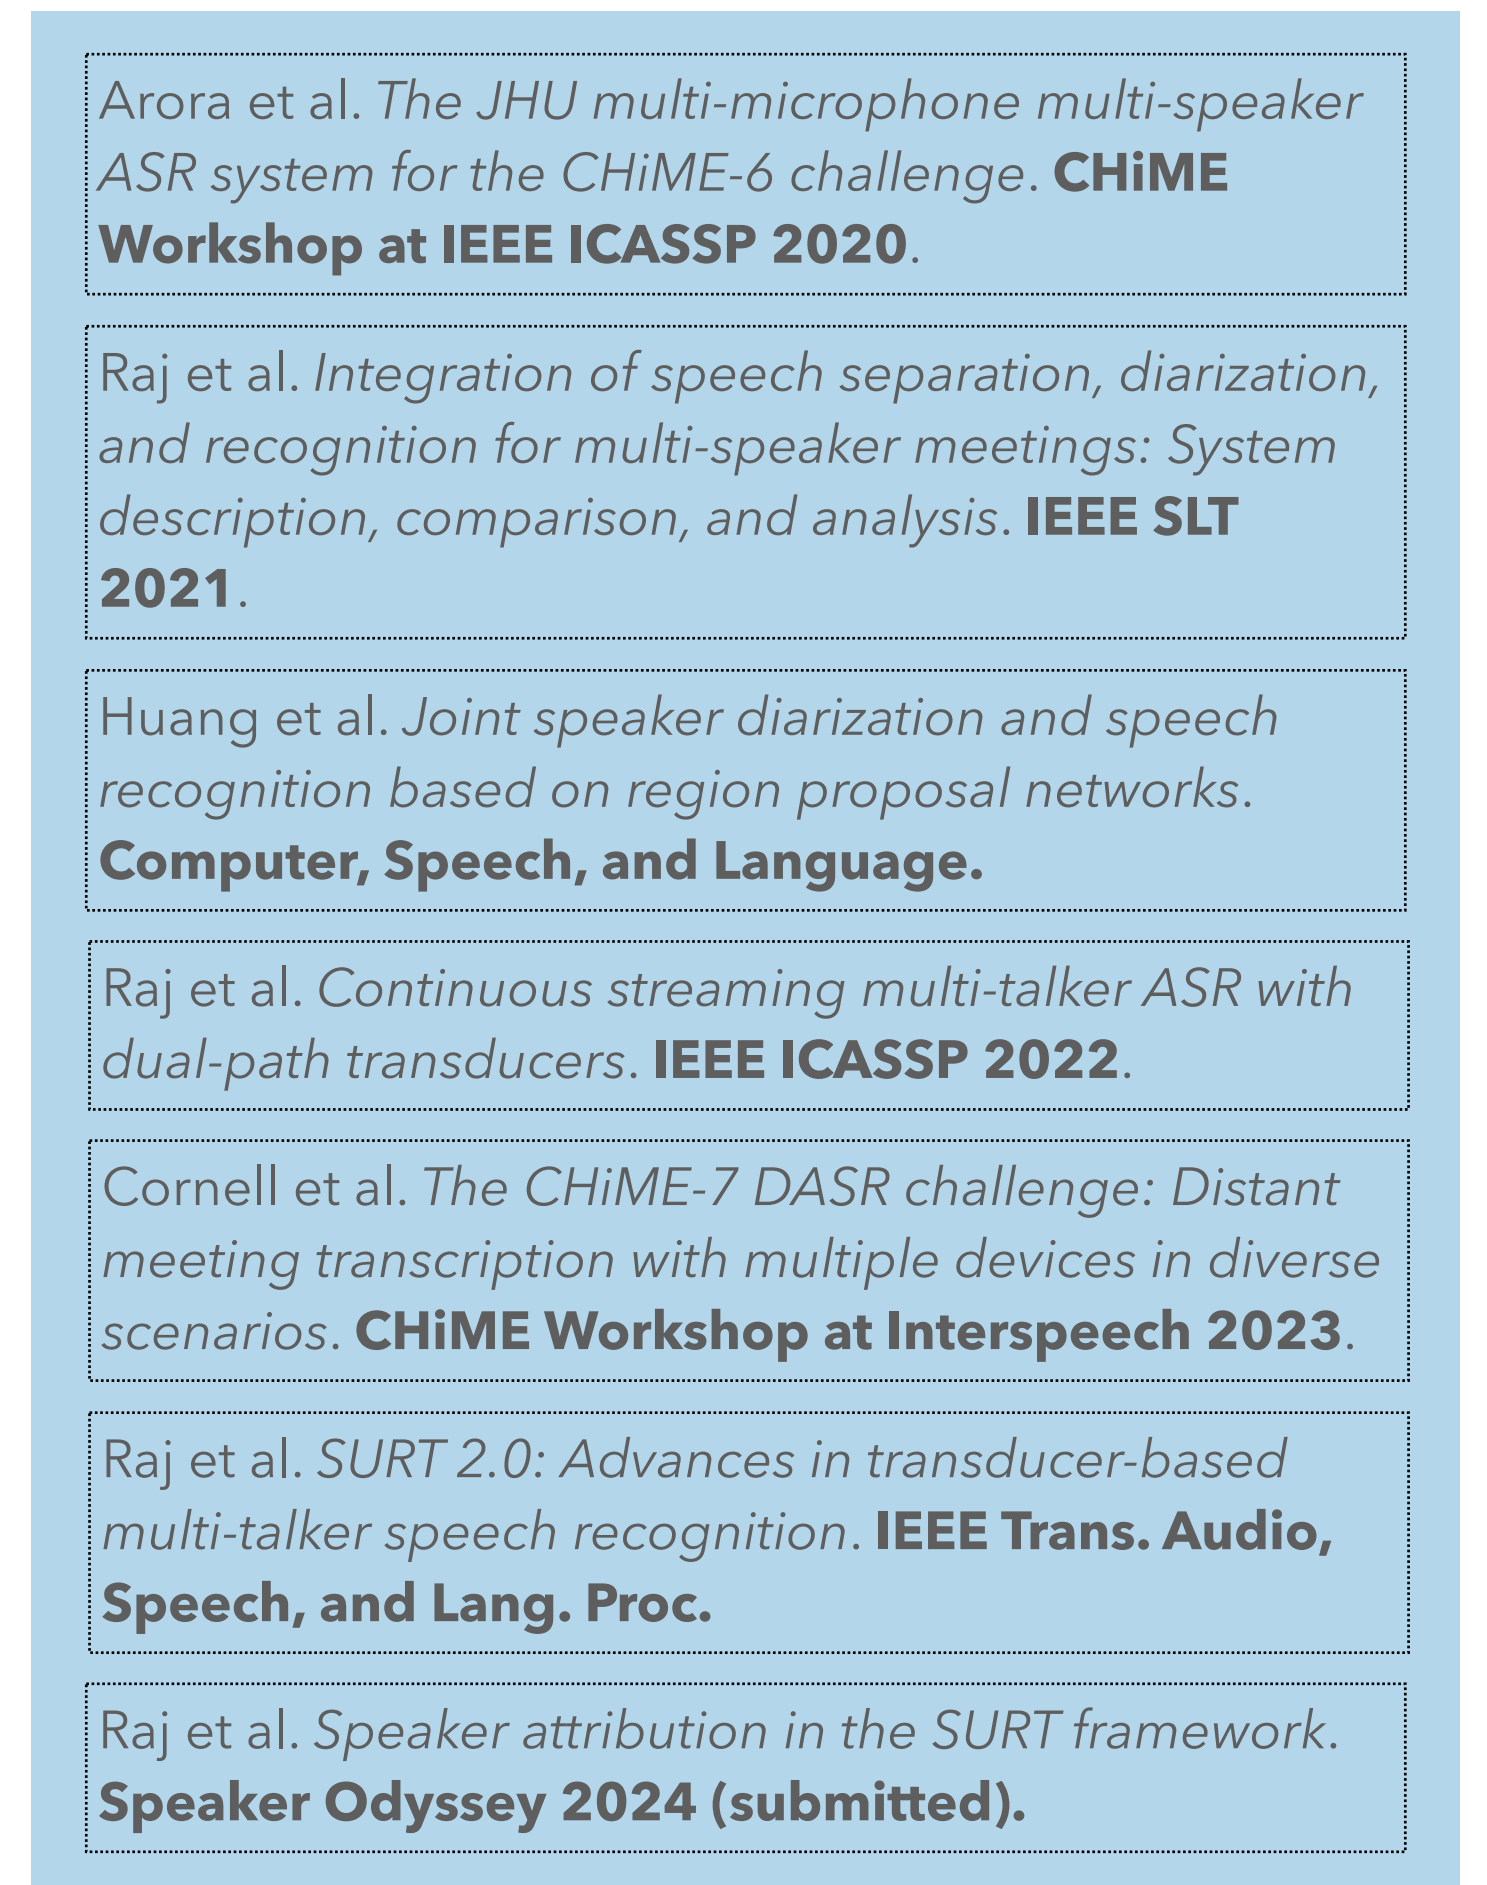 Arora et al. The JHU multi-microphone multi-speaker
ASR system for the CHiME-6 challenge. CHiME
Workshop at IEEE ICASSP 2020.
Raj et al. Integration of speech separation, diarization,
and recognition for multi-speaker meetings: System
description, comparison, and analysis. IEEE SLT
2021.
Huang et al. Joint speaker diarization and speech
recognition based on region proposal networks.
Computer, Speech, and Language.
Raj et al. Continuous streaming multi-talker ASR with
dual-path transducers. IEEE ICASSP 2022.
Cornell et al. The CHiME-7 DASR challenge: Distant
meeting transcription with multiple devices in diverse
scenarios. CHiME Workshop at Interspeech 2023.
Raj et al. SURT 2.0: Advances in transducer-based
multi-talker speech recognition. IEEE Trans. Audio,
Speech, and Lang. Proc.
Raj et al. Speaker attribution in the SURT framework.
Speaker Odyssey 2024 (submitted).